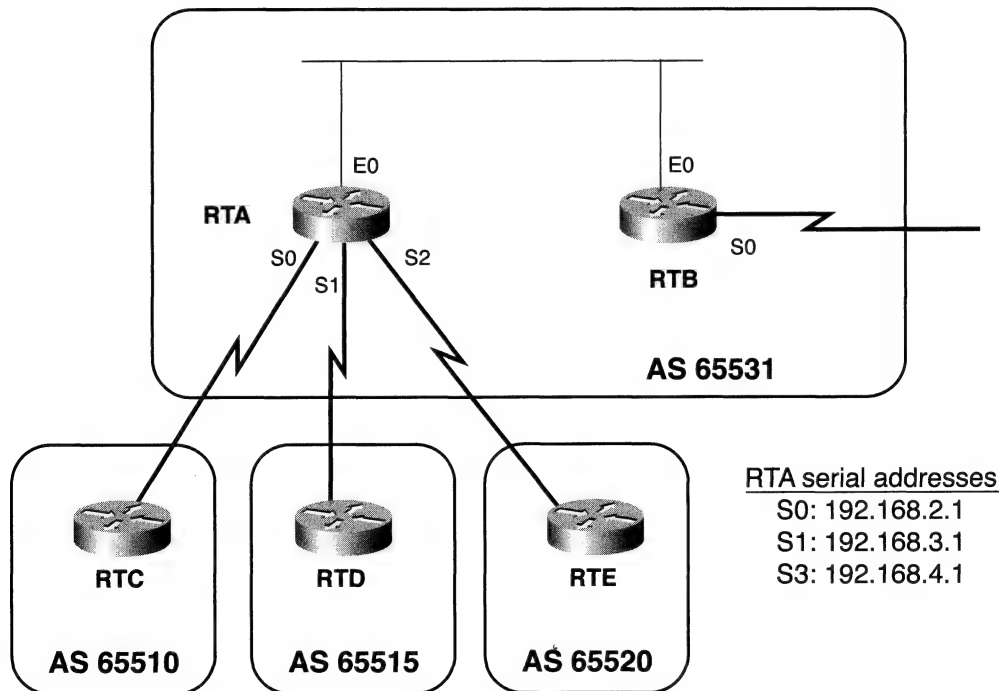 E0
E0
RTA
S0
S1
S2
S0
RTB
AS 65531
RTA serial addresses
S0: 192.168.2.1
S1: 192.168.3.1
S3: 192.168.4.1
RTC
RTD
RTE
AS 65510
AS 65515
AS 65520